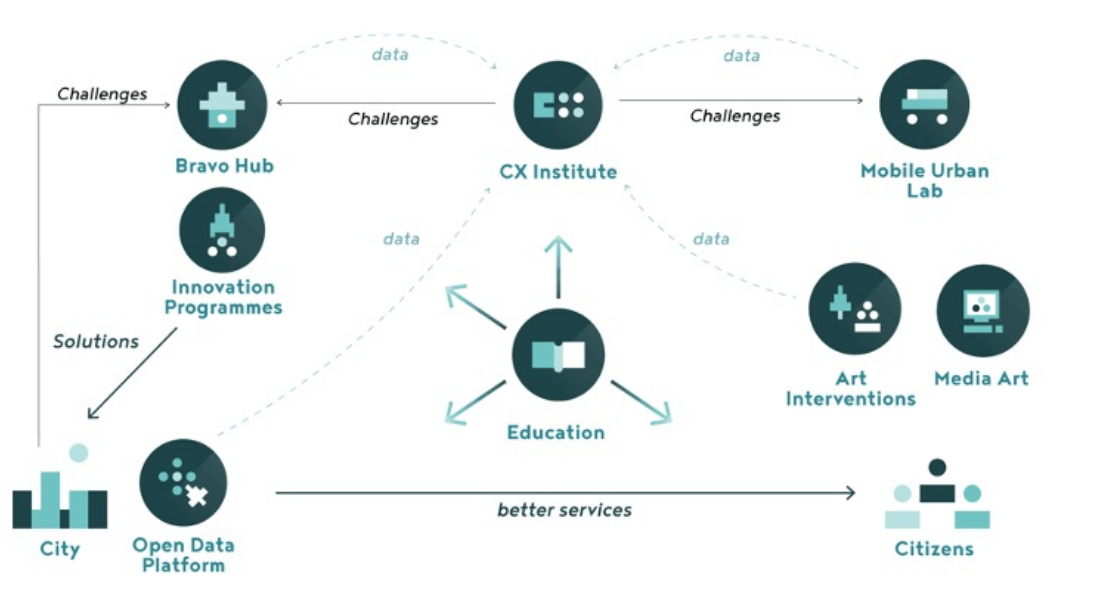 data
data
Challenges
Challenges
Challenges
Bravo Hub
CX Institute
Mobile Urban
Lab
data
data
Innovation
Programmes
Solutions
Art
Interventions
Media Art
Education
better services
City
Open Data
Platform
Citizens